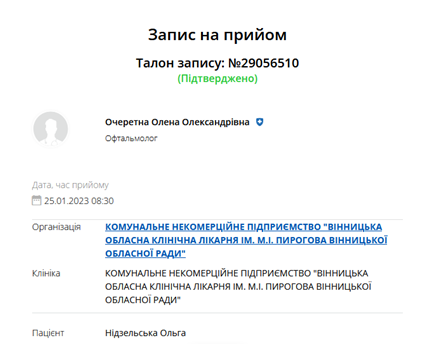 Запис на прийом
Талон запису: №29056510
(Підтверджено)
Очеретна Олена Олександрівна
Офтальмолог
Дата, час прийому
25.01.2023 08:30
Організація
КОМУНАЛЬНЕ НЕКОМЕРЦІЙНЕ ПІДПРИЄМСТВО "ВІННИЦЬКА
ОБЛАСНА КЛІНІЧНА ЛІКАРНЯ ІМ. М.І. ПИРОГОВА ВІННИЦЬКОЇ
ОБЛАСНОЇ РАДИ"
Клініка
КОМУНАЛЬНЕ НЕКОМЕРЦІЙНЕ ПІДПРИЄМСТВО "ВІННИЦЬКА
ОБЛАСНА КЛІНІЧНА ЛІКАРНЯ ІМ. М.І. ПИРОГОВА ВІННИЦЬКОЇ
ОБЛАСНОЇ РАДИ"
Пацієнт
Нідзельська Ольга